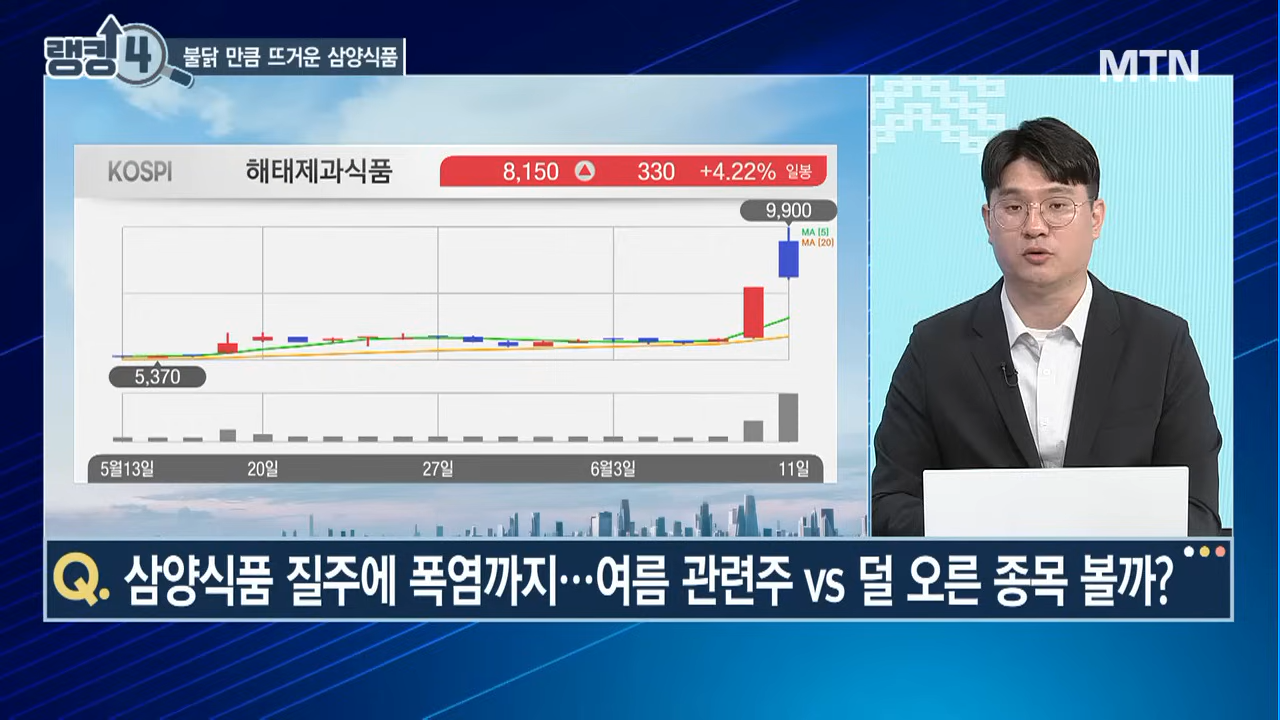 랭킹4
불닭 만큼 뜨거운 삼양식품
MTN
KOSPI
해태제과식품
8,150 330 +4.22% 일봉
9,900
MA [5]
MA [20]
5,370
5월13일 20일 27일 6월3일 11일
Q. 삼양식품 질주에 폭염까지…여름 관련주 vs 덜 오른 종목 볼까?